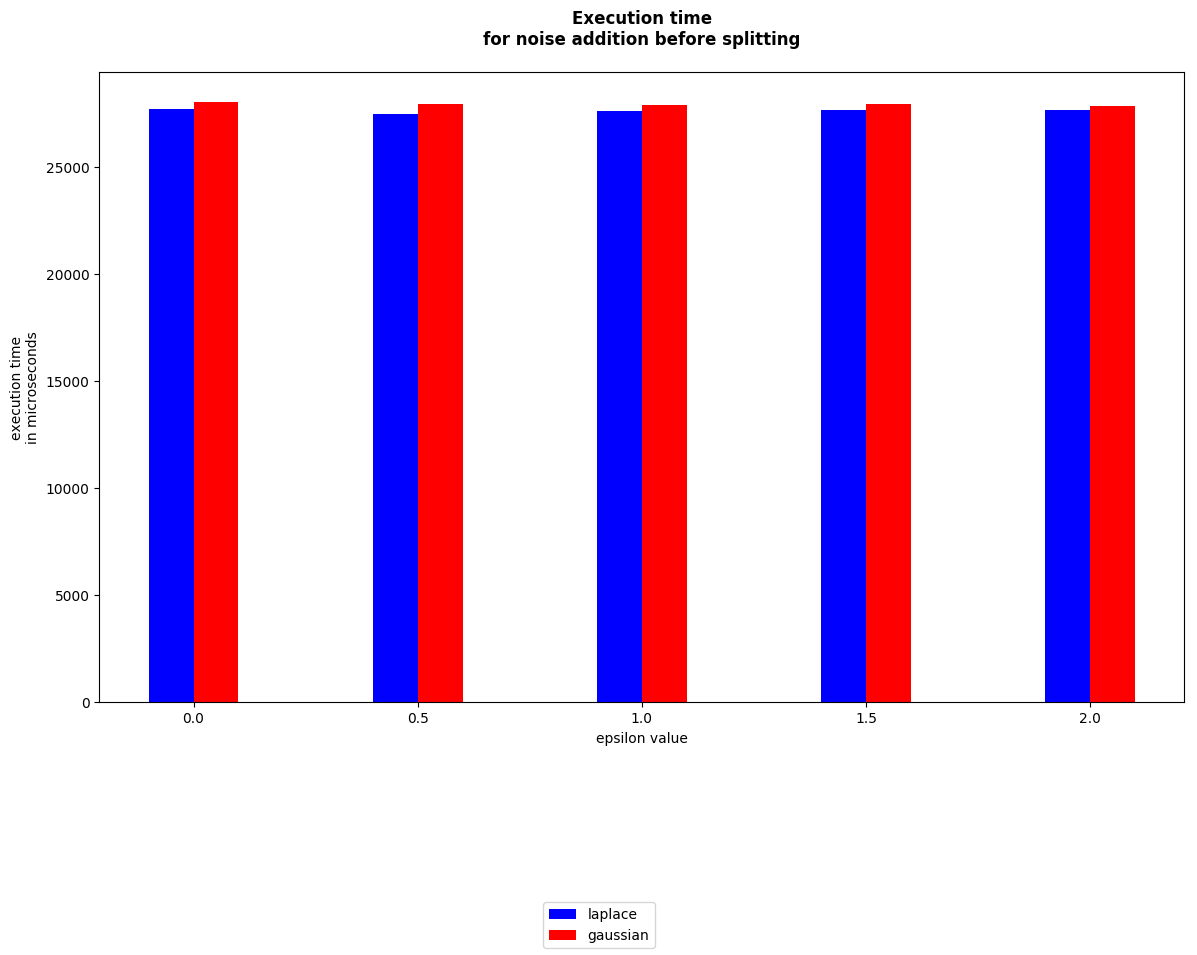 Execution time
for noise addition before splitting
execution time
in microseconds
25000
20000
15000
10000
5000
0
0.0
0.5
1.0
1.5
2.0
epsilon value
laplace
gaussian